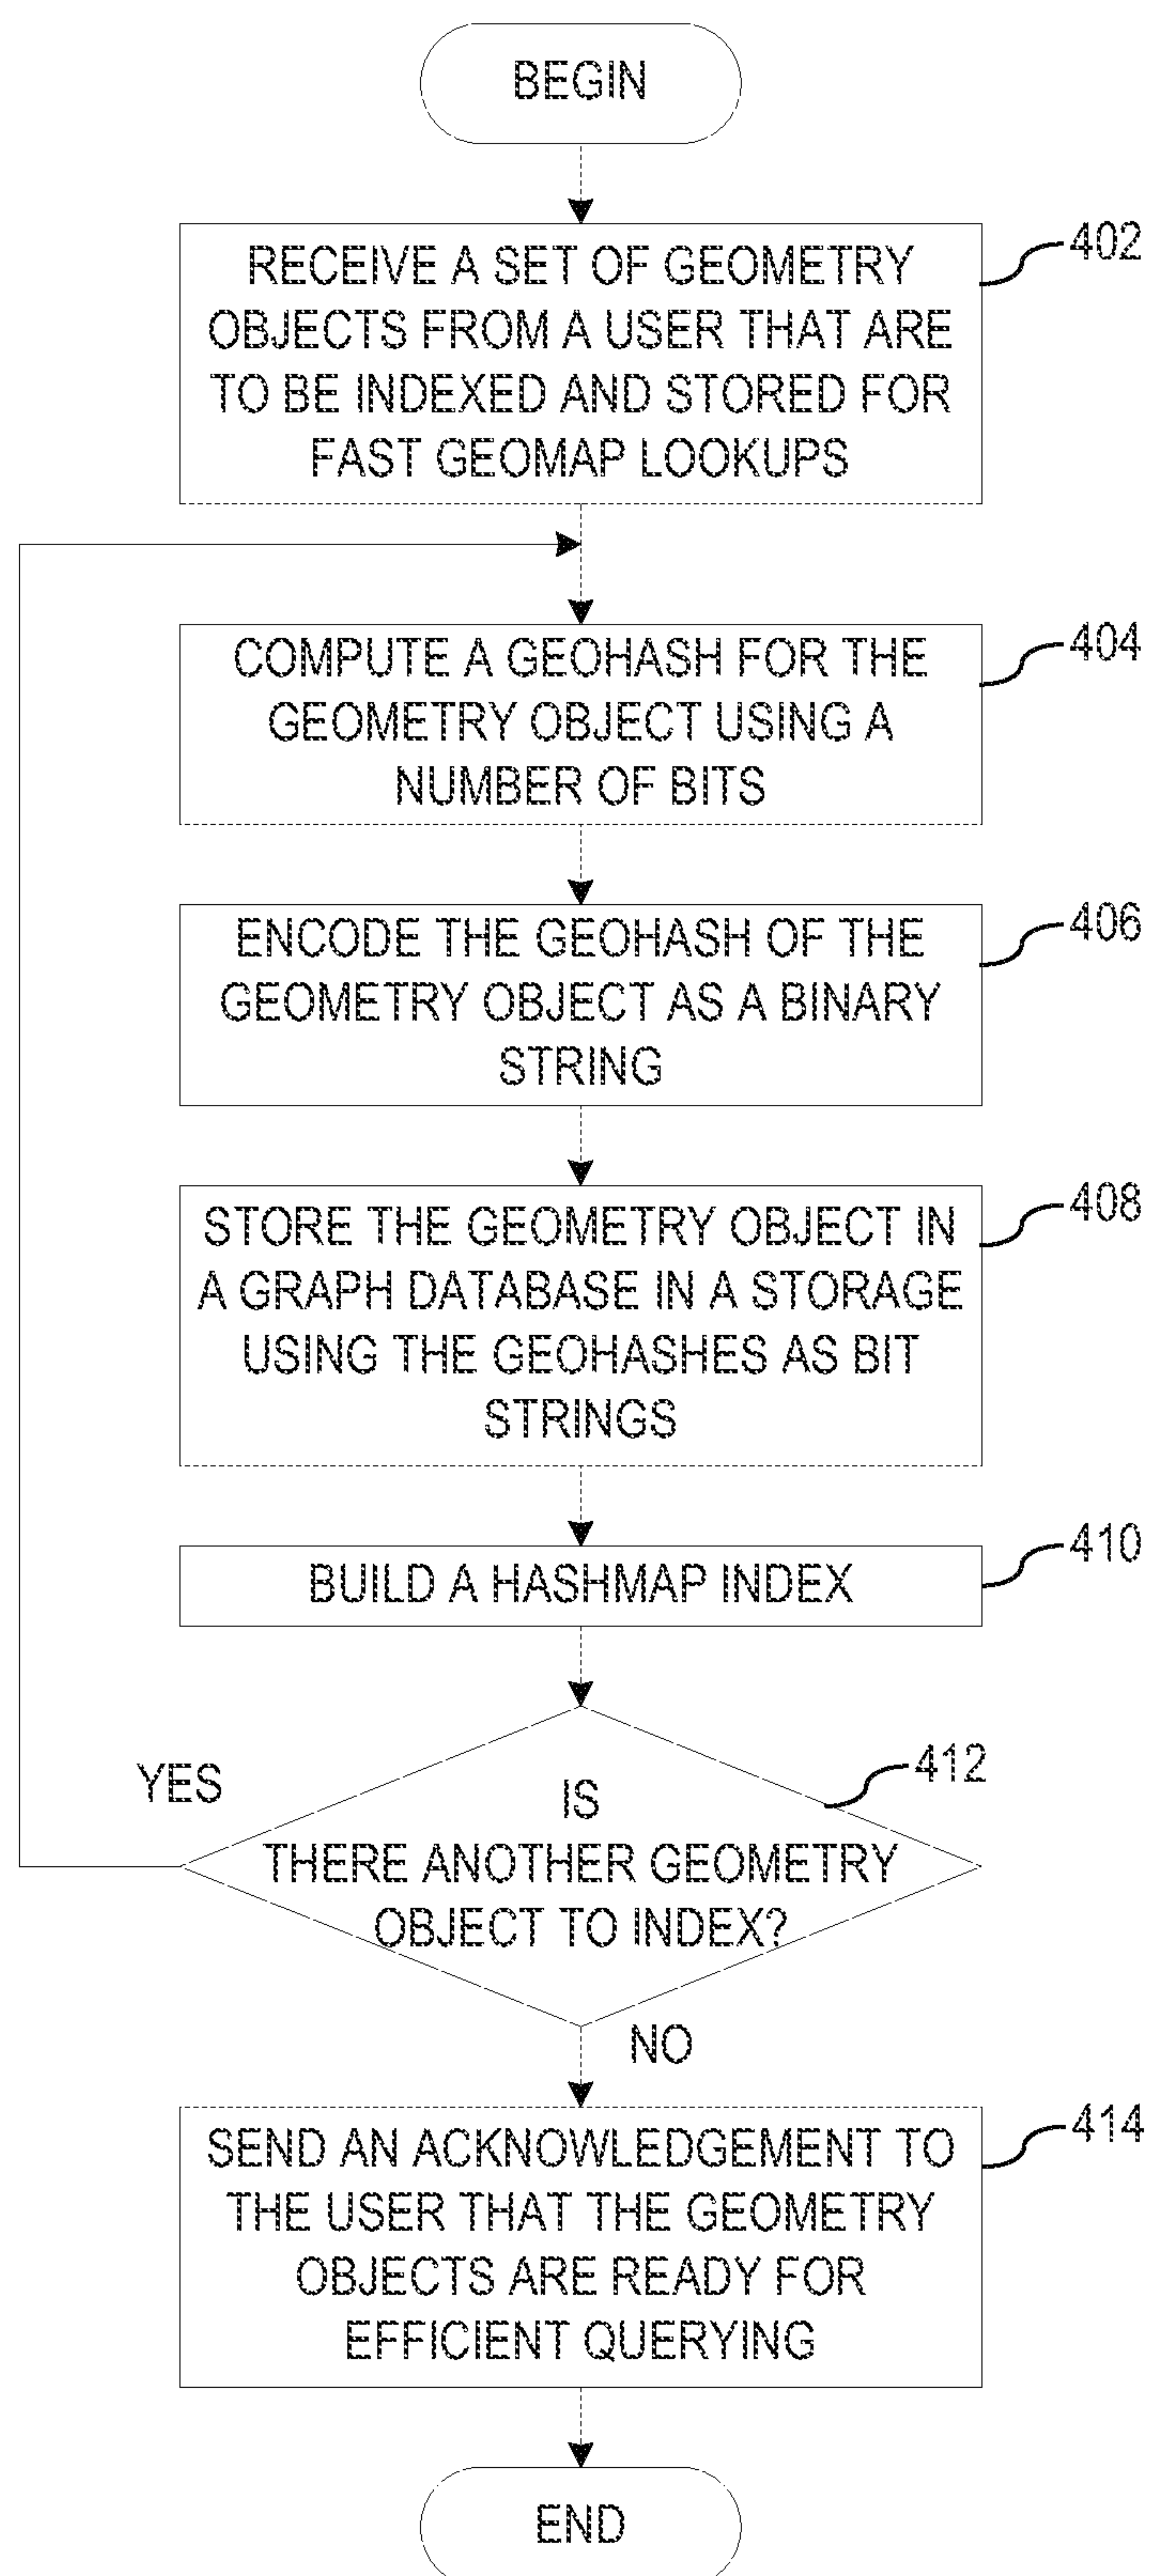 BEGIN
RECEIVE A SET OF GEOMETRY
OBJECTS FROM A USER THAT ARE
TO BE INDEXED AND STORED FOR
FAST GEOMAP LOOKUPS
402
COMPUTE A GEOHASH FOR THE
GEOMETRY OBJECT USING A
NUMBER OF BITS
404
ENCODE THE GEOHASH OF THE
GEOMETRY OBJECT AS A BINARY
STRING
406
STORE THE GEOMETRY OBJECT IN
A GRAPH DATABASE IN A STORAGE
USING THE GEOHASHES AS BIT
STRINGS
408
BUILD A HASHMAP INDEX
410
YES
IS
THERE ANOTHER GEOMETRY
OBJECT TO INDEX?
412
NO
SEND AN ACKNOWLEDGEMENT TO
THE USER THAT THE GEOMETRY
OBJECTS ARE READY FOR
EFFICIENT QUERYING
414
END